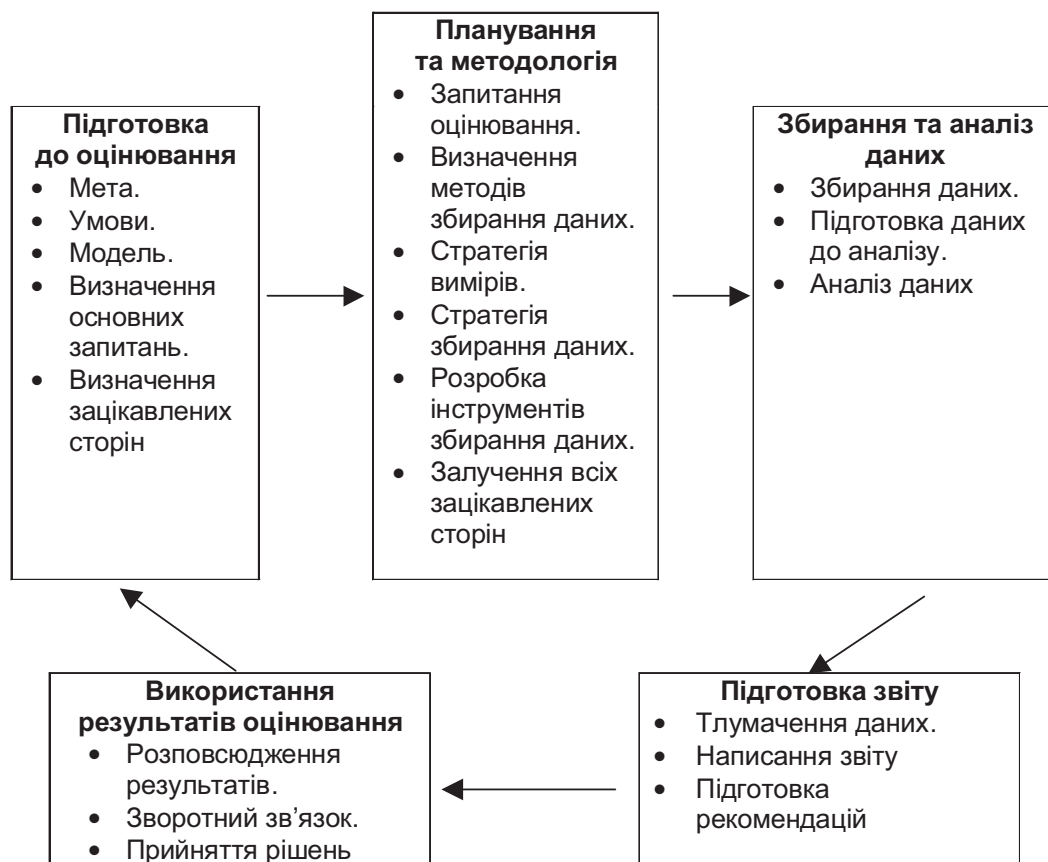 Підготовка
до оцінювання
• Мета.
• Умови.
• Модель.
• Визначення
основних
запитань.
• Визначення
зацікавлених
сторін
Планування
та методологія
• Запитання
оцінювання.
• Визначення
методів
збирання даних.
• Стратегія
вимірів.
• Стратегія
збирання даних.
• Розробка
інструментів
збирання даних.
• Залучення всіх
зацікавлених
сторін
Збирання та аналіз
даних
• Збирання даних.
• Підготовка даних
до аналізу.
• Аналіз даних
Підготовка звіту
• Тлумачення даних.
• Написання звіту
• Підготовка
рекомендацій
Використання
результатів оцінювання
• Розповсюдження
результатів.
• Зворотний зв’язок.
• Прийняття рішень